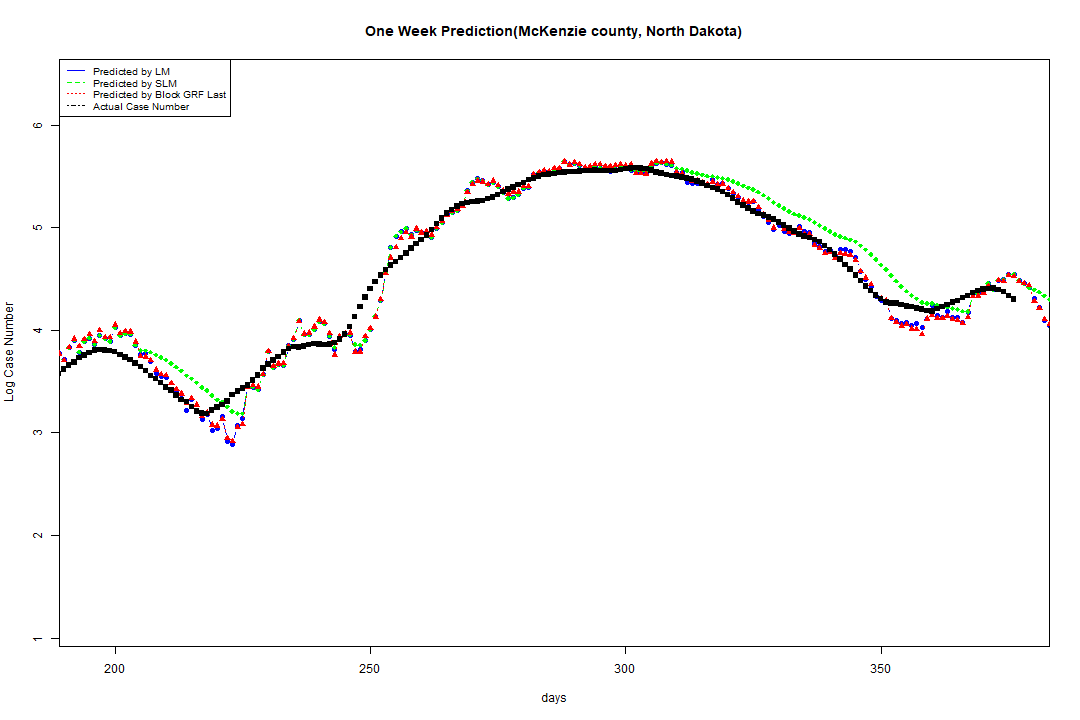 One Week Prediction(McKenzie county, North Dakota)
Predicted by LM
Predicted by SLM
Predicted by Block GRF Last
Actual Case Number
6
5
4
3
2
1
Log Case Number
200
250
300
350
days